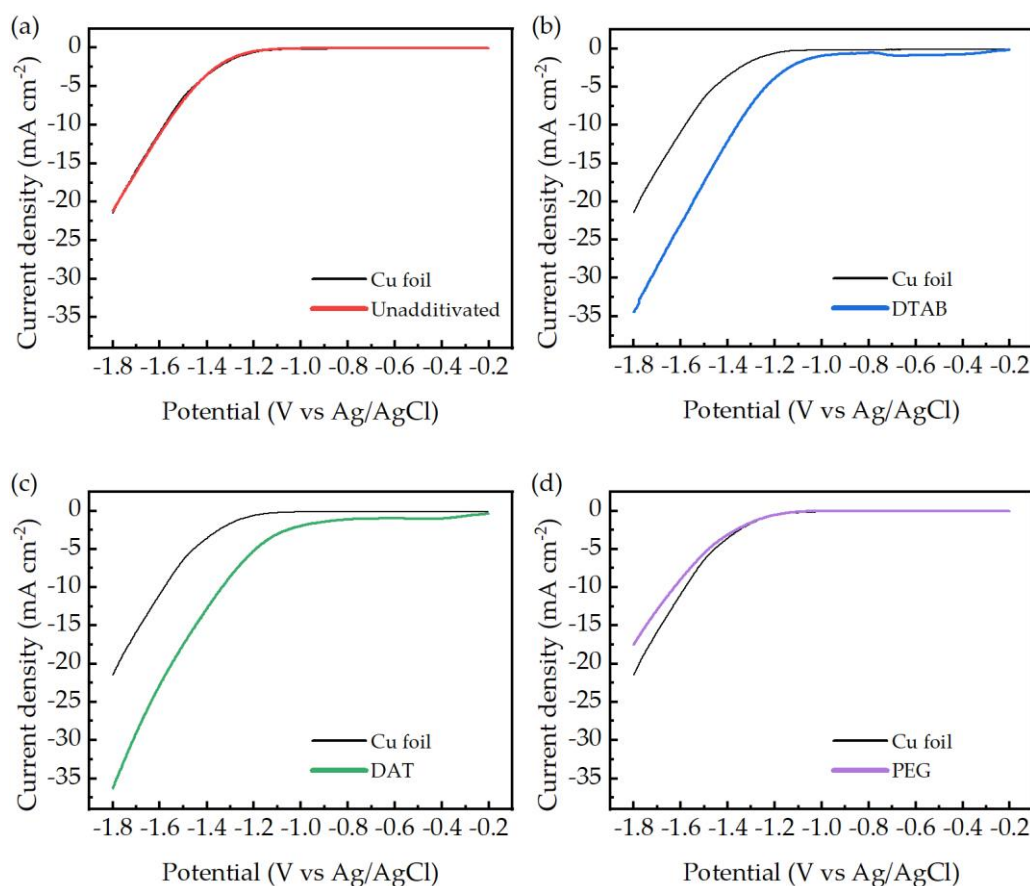 (a)
0
-5
-10
-15
-20
-25
-30
-35
Current density (mA cm⁻²)
Cu foil
Unadditivated
-1.8 -1.6 -1.4 -1.2 -1.0 -0.8 -0.6 -0.4 -0.2
Potential (V vs Ag/AgCl)
(b)
0
-5
-10
-15
-20
-25
-30
-35
Current density (mA cm⁻²)
Cu foil
DTAB
-1.8 -1.6 -1.4 -1.2 -1.0 -0.8 -0.6 -0.4 -0.2
Potential (V vs Ag/AgCl)
(c)
0
-5
-10
-15
-20
-25
-30
-35
Current density (mA cm⁻²)
Cu foil
DAT
-1.8 -1.6 -1.4 -1.2 -1.0 -0.8 -0.6 -0.4 -0.2
Potential (V vs Ag/AgCl)
(d)
0
-5
-10
-15
-20
-25
-30
-35
Current density (mA cm⁻²)
Cu foil
PEG
-1.8 -1.6 -1.4 -1.2 -1.0 -0.8 -0.6 -0.4 -0.2
Potential (V vs Ag/AgCl)